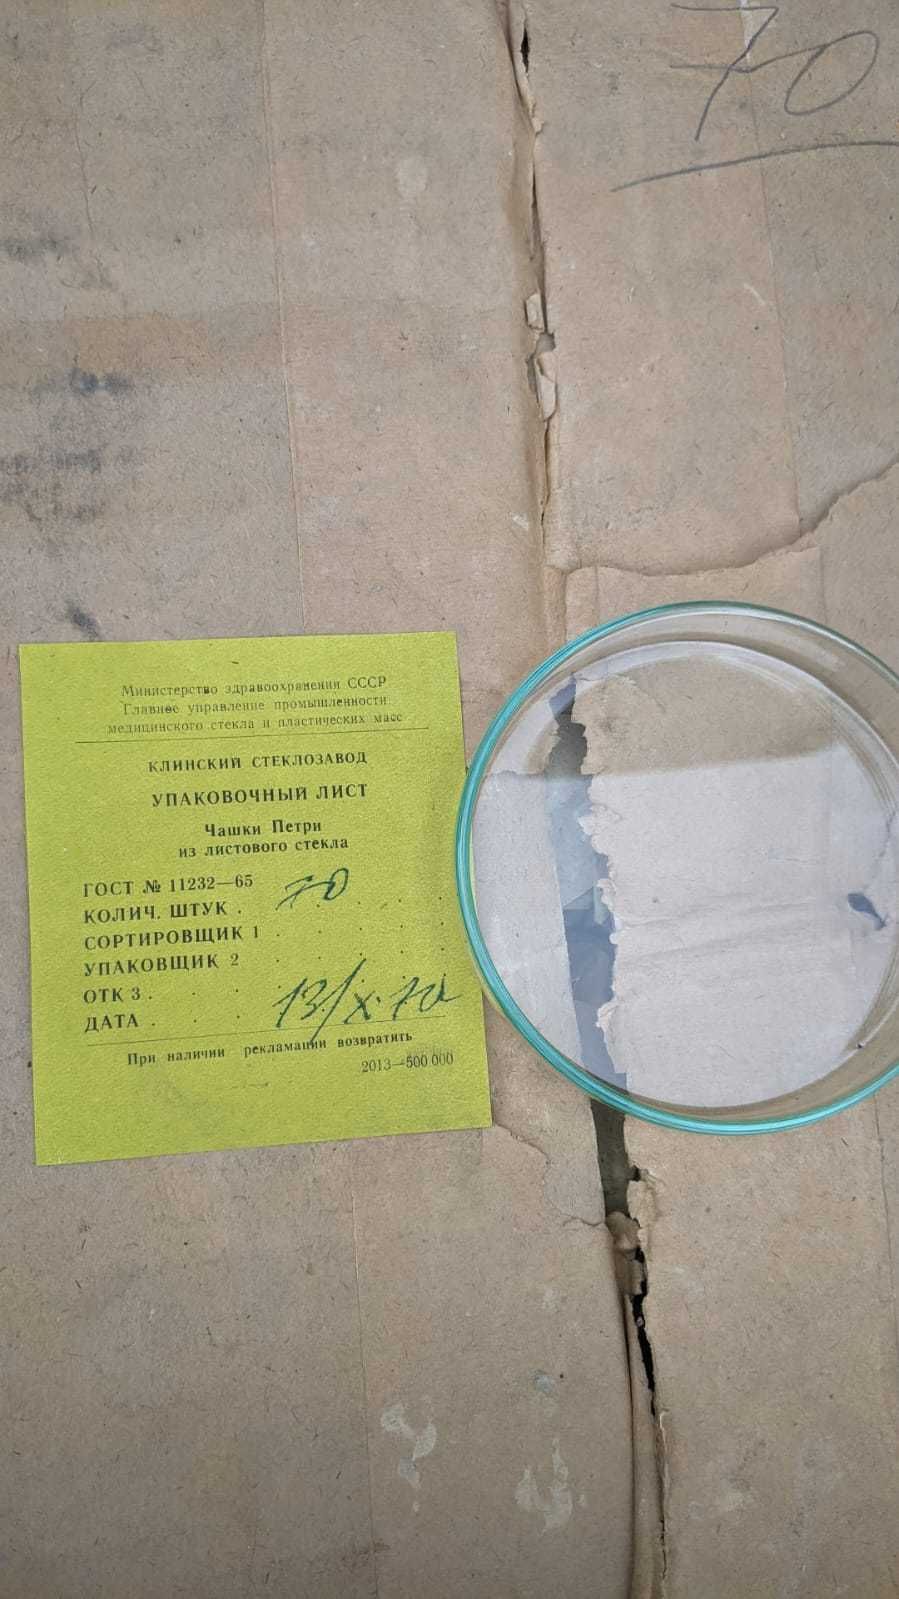 70
Министерство здравоохранения СССР
Главное управление промышленности
медицинского стекла и пластических масс
КЛИНСКИЙ СТЕКЛОЗАВОД
УПАКОВОЧНЫЙ ЛИСТ
Чашки Петри
из листового стекла
ГОСТ № 11232—65
КОЛИЧ. ШТУК . 70 . . . .
СОРТИРОВЩИК 1 . . . . .
УПАКОВЩИК 2 . . . . .
ОТК 3 . . . . . . .
ДАТА . . . 13/X·70
При наличии рекламации возвратить
2013—500 000